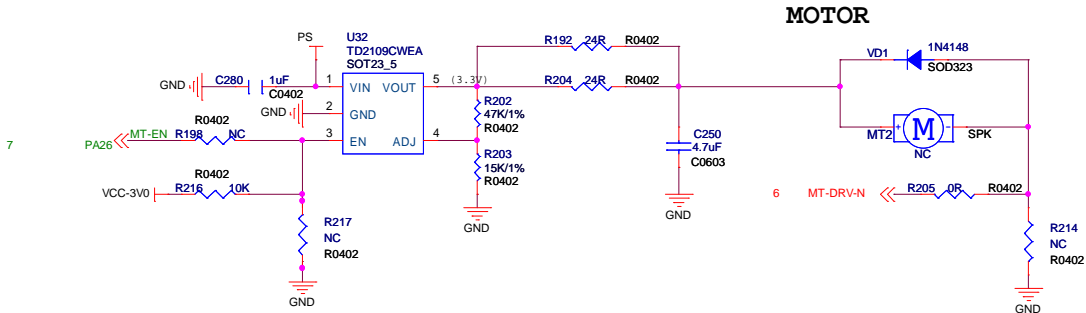 MOTOR
PS
U32
TD2109CWEA
SOT23_5
GND
C280
1uF
C0402
1
VIN
VOUT
5
(3.3V)
GND
2
GND
3
EN
ADJ
4
R192
24R
R0402
R204
24R
R0402
R202
47K/1%
R0402
R203
15K/1%
R0402
GND
C250
4.7uF
C0603
GND
VD1
1N4148
SOD323
+
M
-
MT2
SPK
NC
7
PA26
MT-EN
R0402
R198
NC
R0402
VCC-3V0
R216
10K
R217
NC
R0402
GND
6
MT-DRV-N
R205
0R
R0402
R214
NC
R0402
GND